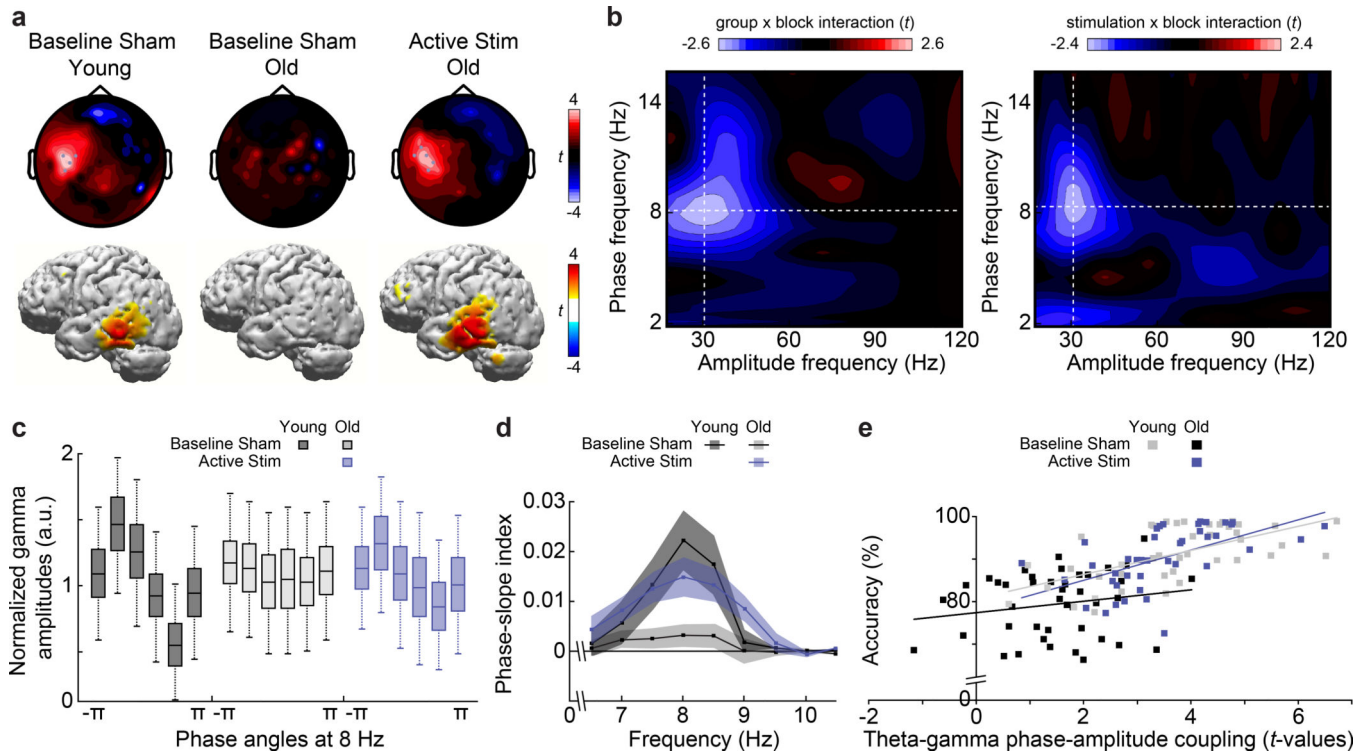 a
Baseline Sham Young
Baseline Sham Old
Active Stim Old
4
t
-4
4
t
-4
b
group x block interaction (t)
-2.6
2.6
Phase frequency (Hz)
14
8
2
30
60
90
120
Amplitude frequency (Hz)
stimulation x block interaction (t)
-2.4
2.4
Phase frequency (Hz)
14
8
2
30
60
90
120
Amplitude frequency (Hz)
c
Young Old
Baseline Sham
Active Stim
Normalized gamma amplitudes (a.u.)
2
1
0
-π π -π π -π π
Phase angles at 8 Hz
d
Young Old
Baseline Sham
Active Stim
Phase-slope index
0.03
0.02
0.01
0
0 7 8 9 10
Frequency (Hz)
e
Young Old
Baseline Sham
Active Stim
Accuracy (%)
100
80
0
-2 0 2 4 6
Theta-gamma phase-amplitude coupling (t-values)